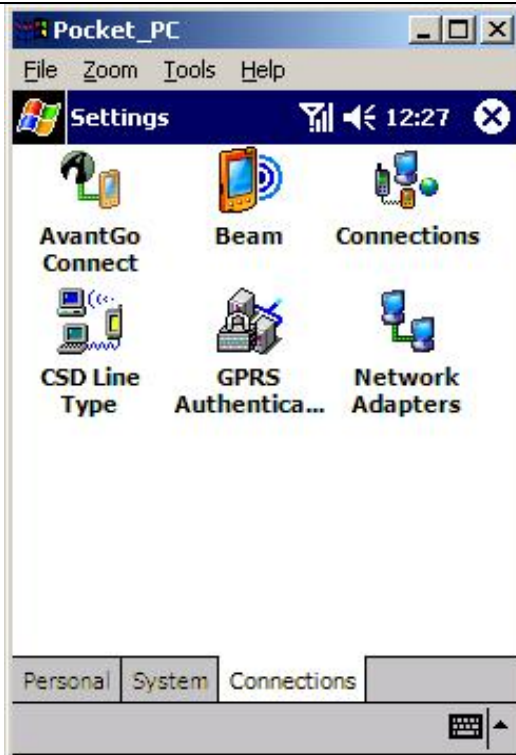 Pocket_PC
File Zoom Tools Help
Settings 12:27
AvantGo Connect
Beam
Connections
CSD Line Type
GPRS Authentica...
Network Adapters
Personal System Connections